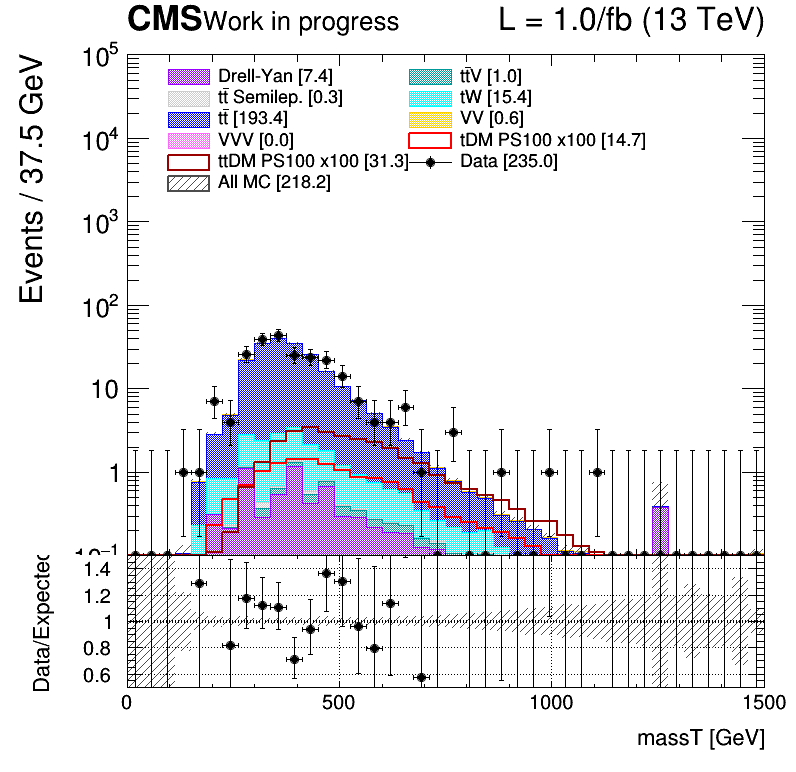 CMS Work in progress L = 1.0/fb (13 TeV)
Events / 37.5 GeV
10^5
10^4
10^3
10^2
10
1
10^−1
Drell-Yan [7.4]
tt̄V [1.0]
tt̄ Semilep. [0.3]
tW [15.4]
tt̄ [193.4]
VV [0.6]
VVV [0.0]
tDM PS100 x100 [14.7]
ttDM PS100 x100 [31.3]
Data [235.0]
All MC [218.2]
Data/Expected
1.4
1.2
1
0.8
0.6
0 500 1000 1500
massT [GeV]